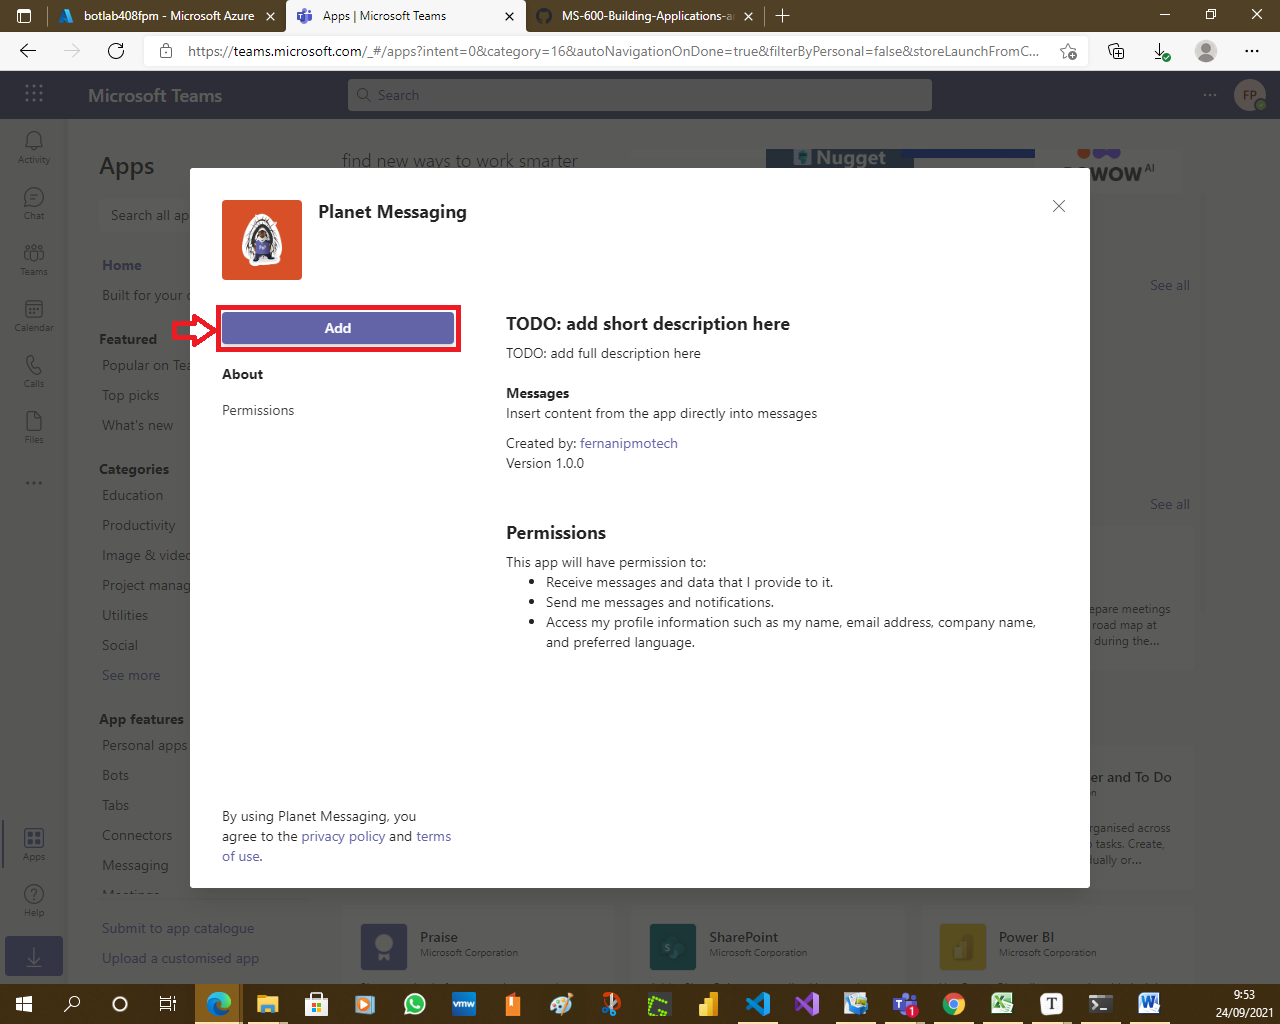 botlab408fpm - Microsoft Azure
Apps | Microsoft Teams
MS-600-Building-Applications-a
https://teams.microsoft.com/_#/apps?intent=0&category=16&autoNavigationOnDone=true&filterByPersonal=false&storeLaunchFromC...
Microsoft Teams
Search
FP
Activity
Chat
Teams
Calendar
Calls
Files
Apps
Help
Apps
Search all ap
Home
Built for your
Featured
Popular on Tea
Top picks
What's new
Categories
Education
Productivity
Image & video
Project manag
Utilities
Social
See more
App features
Personal apps
Bots
Tabs
Connectors
Messaging
Meetings
Submit to app catalogue
Upload a customised app
find new ways to work smarter
Nugget
WOW AI
See all
See all
Planet Messaging
Add
About
Permissions
TODO: add short description here
TODO: add full description here
Messages
Insert content from the app directly into messages
Created by: fernanipmotech
Version 1.0.0
Permissions
This app will have permission to:
• Receive messages and data that I provide to it.
• Send me messages and notifications.
• Access my profile information such as my name, email address, company name,
and preferred language.
By using Planet Messaging, you
agree to the privacy policy and terms
of use.
epare meetings
road map at
during the...
er and To Do
on
rganised across
tasks. Create,
ually or...
Praise
Microsoft Corporation
SharePoint
Microsoft Corporation
Power BI
Microsoft Corporation
vmw
T
1
9:53
24/09/2021